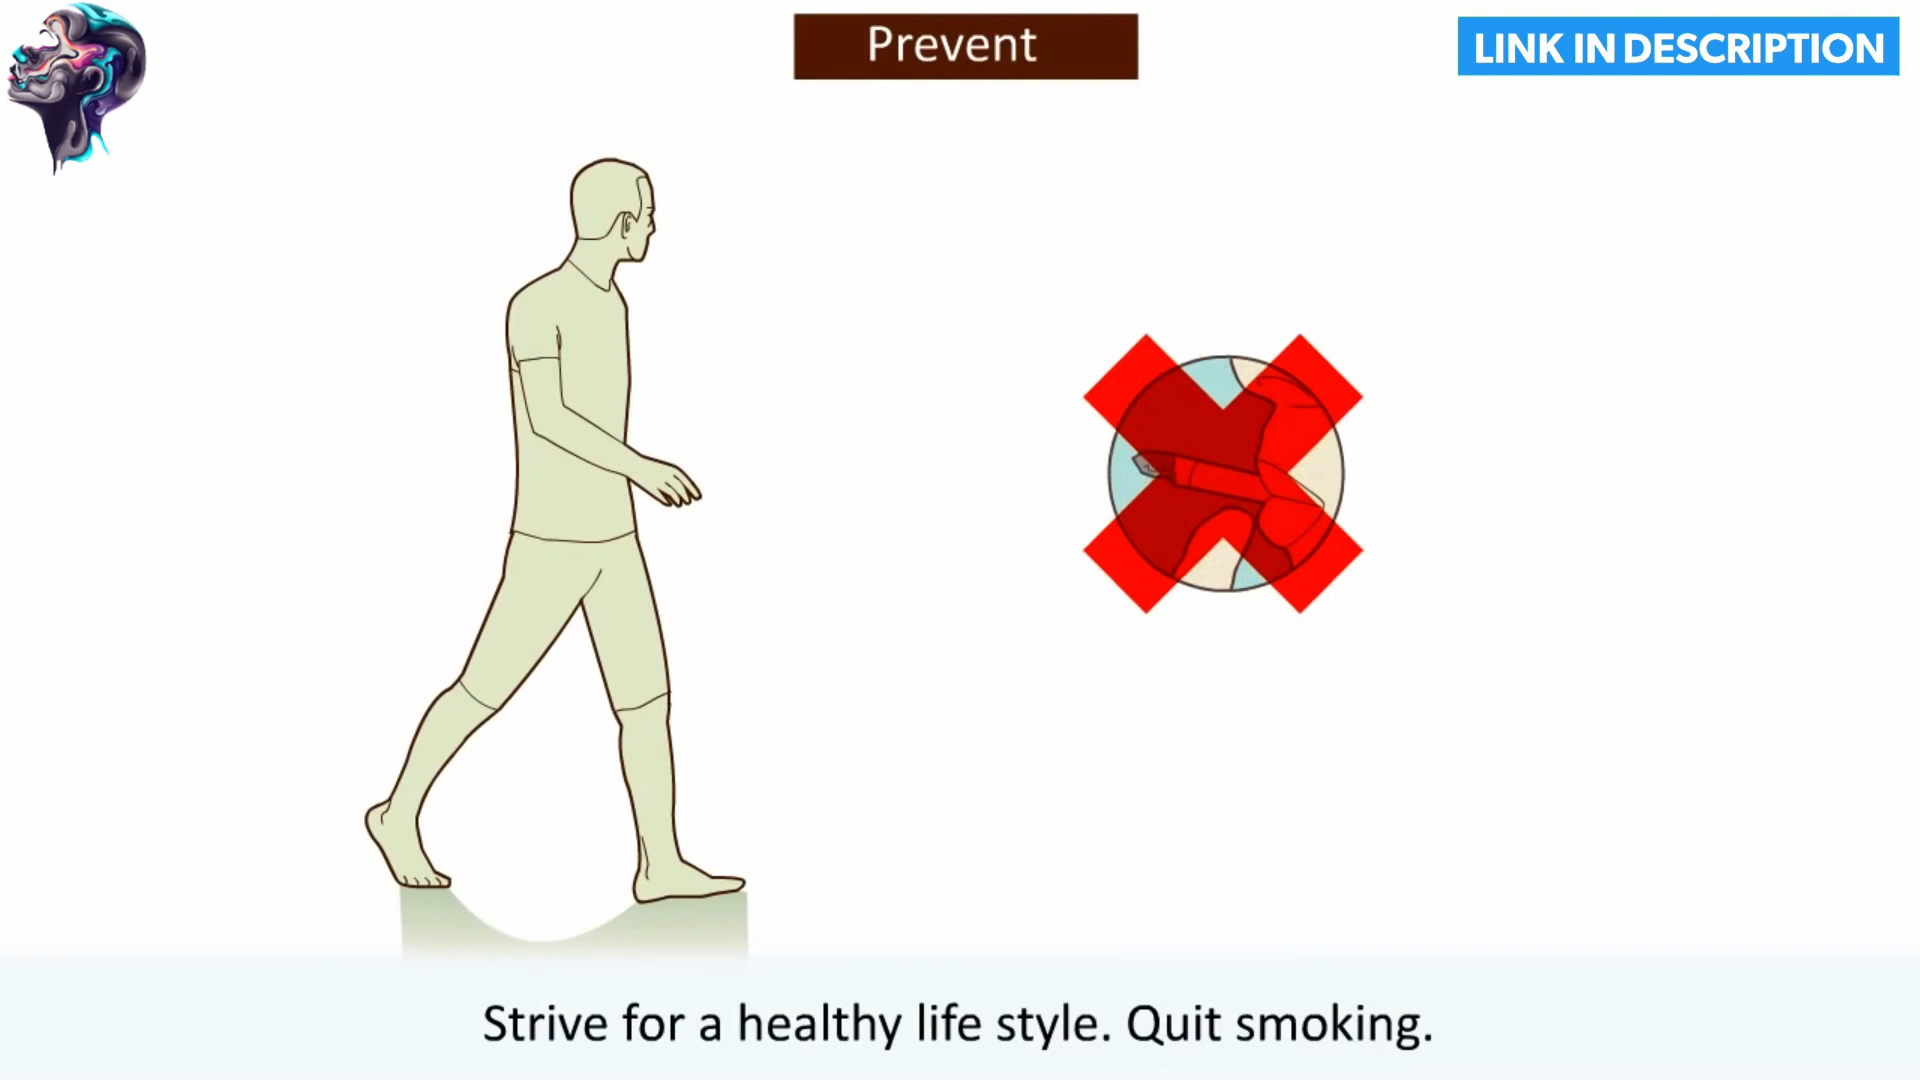 Prevent
LINK IN DESCRIPTION
Strive for a healthy life style. Quit smoking.